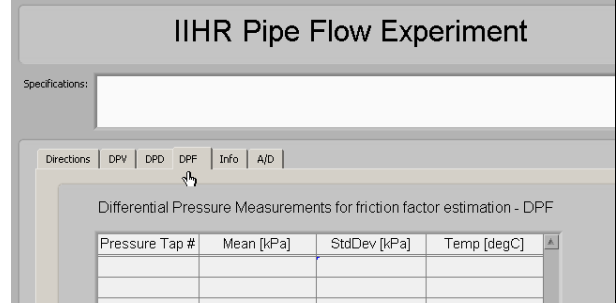 IIHR Pipe Flow Experiment
Specifications:
Directions DPV DPD DPF Info A/D
Differential Pressure Measurements for friction factor estimation - DPF
Pressure Tap # Mean [kPa] StdDev [kPa] Temp [degC]